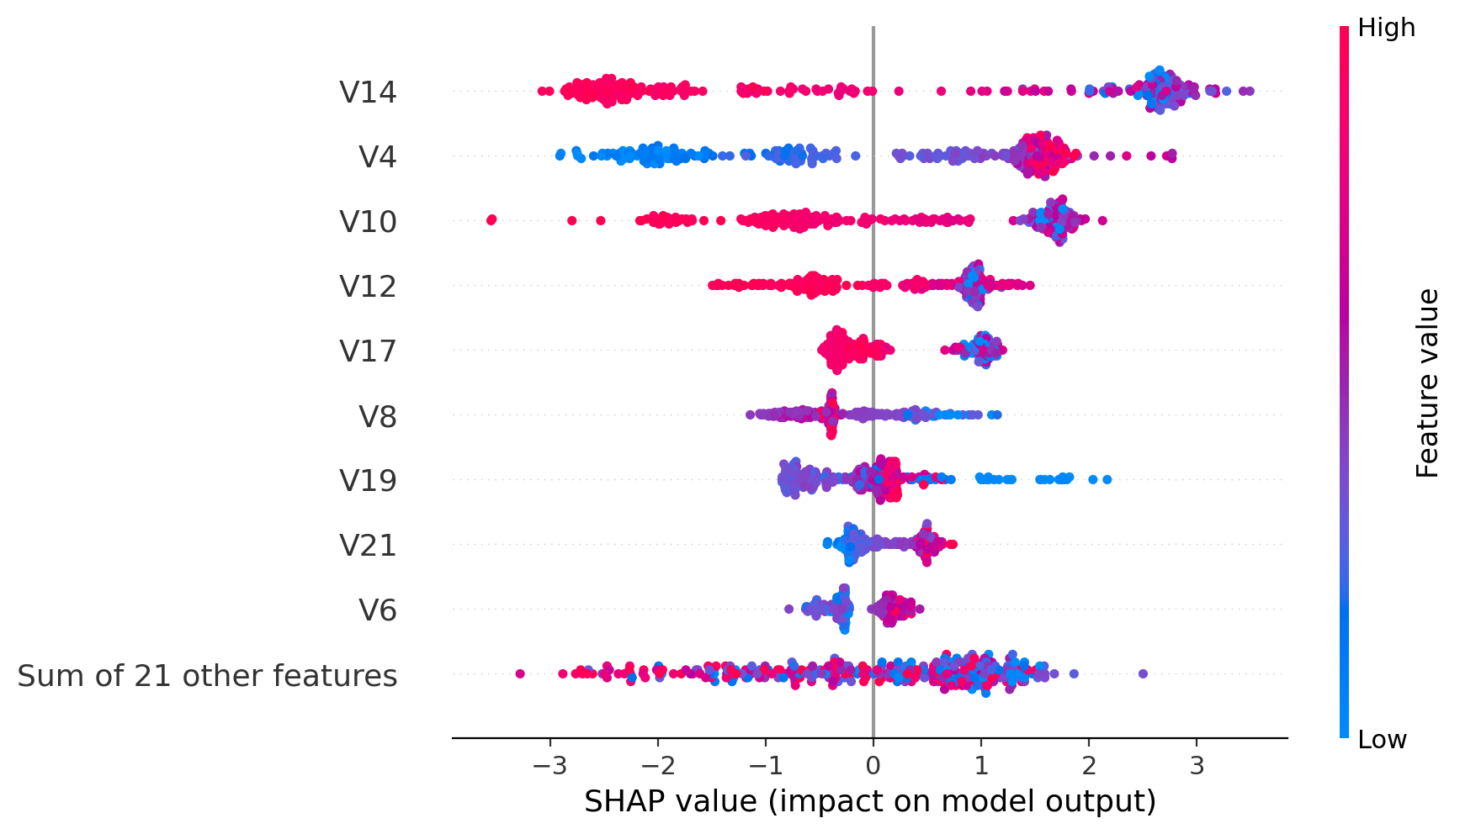 High
V14
V4
V10
V12
V17
V8
V19
V21
V6
Sum of 21 other features
Feature value
Low
−3 −2 −1 0 1 2 3
SHAP value (impact on model output)